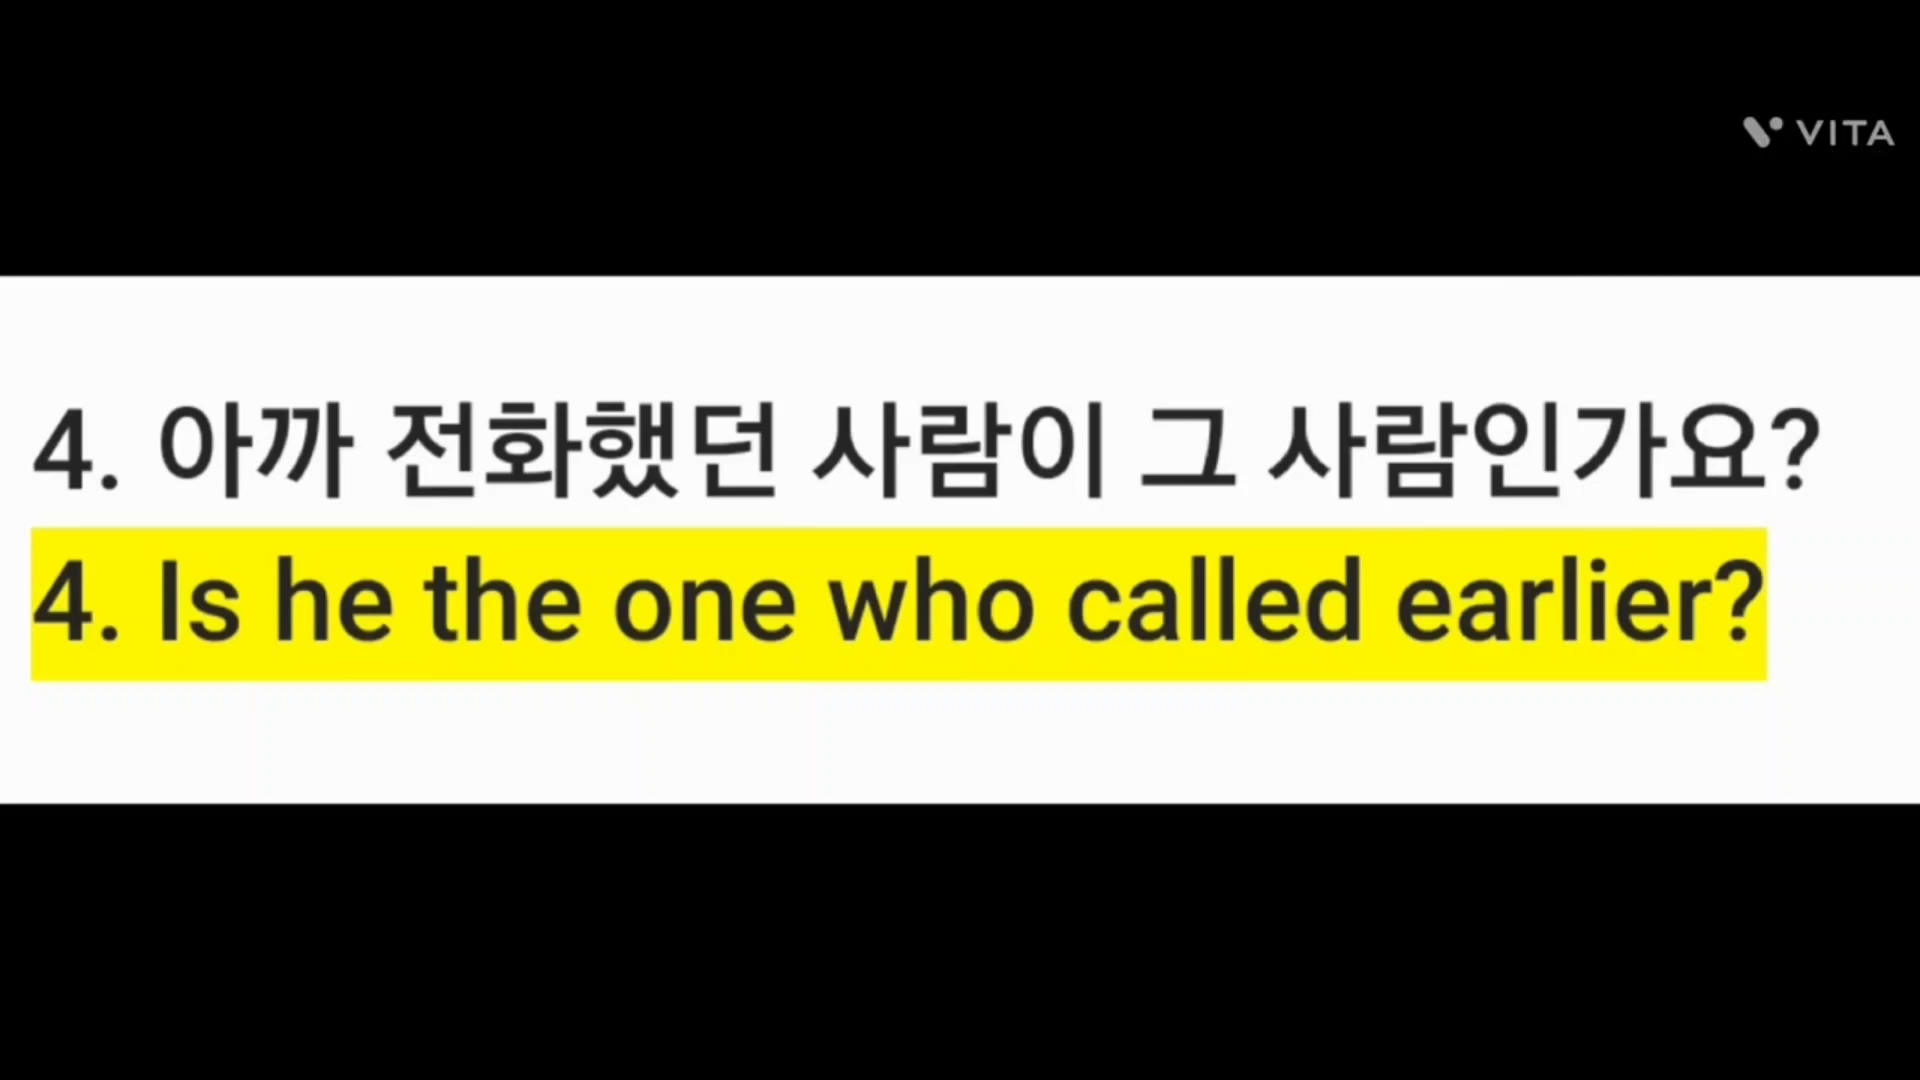 VITA
4. 아까 전화했던 사람이 그 사람인가요?
4. Is he the one who called earlier?